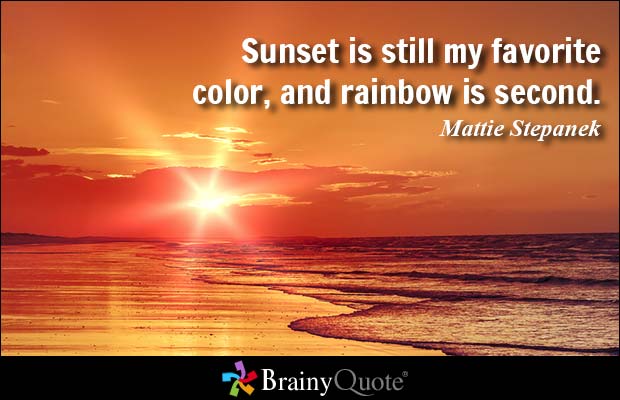 Sunset is still my favorite
color, and rainbow is second.
Mattie Stepanek
BrainyQuote®